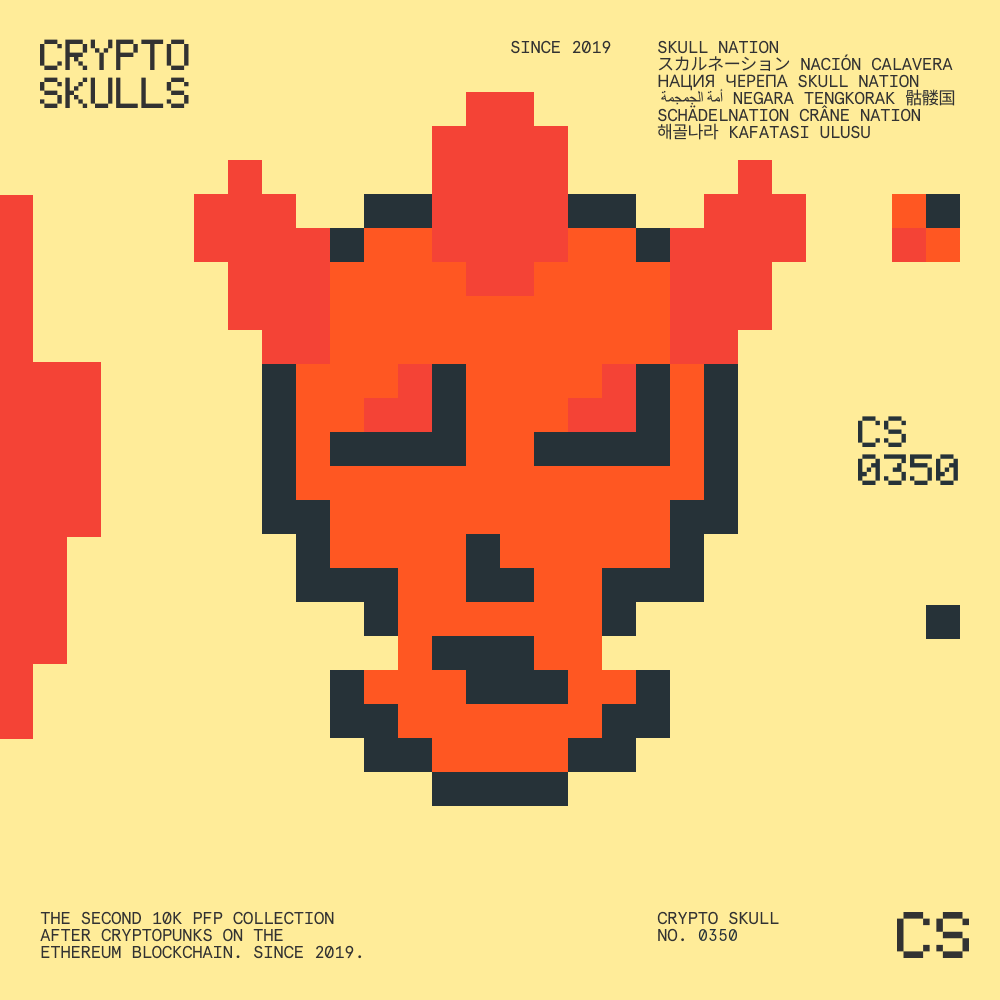 CRYPTO
SKULLS
SINCE 2019
SKULL NATION
スカルネーション NACIÓN CALAVERA
НАЦИЯ ЧЕРЕПА SKULL NATION
أمة الجمجمة NEGARA TENGKORAK 骷髅国
SCHÄDELNATION CRÂNE NATION
해골나라 KAFATASI ULUSU
CS
0350
THE SECOND 10K PFP COLLECTION
AFTER CRYPTOPUNKS ON THE
ETHEREUM BLOCKCHAIN. SINCE 2019.
CRYPTO SKULL
NO. 0350
CS